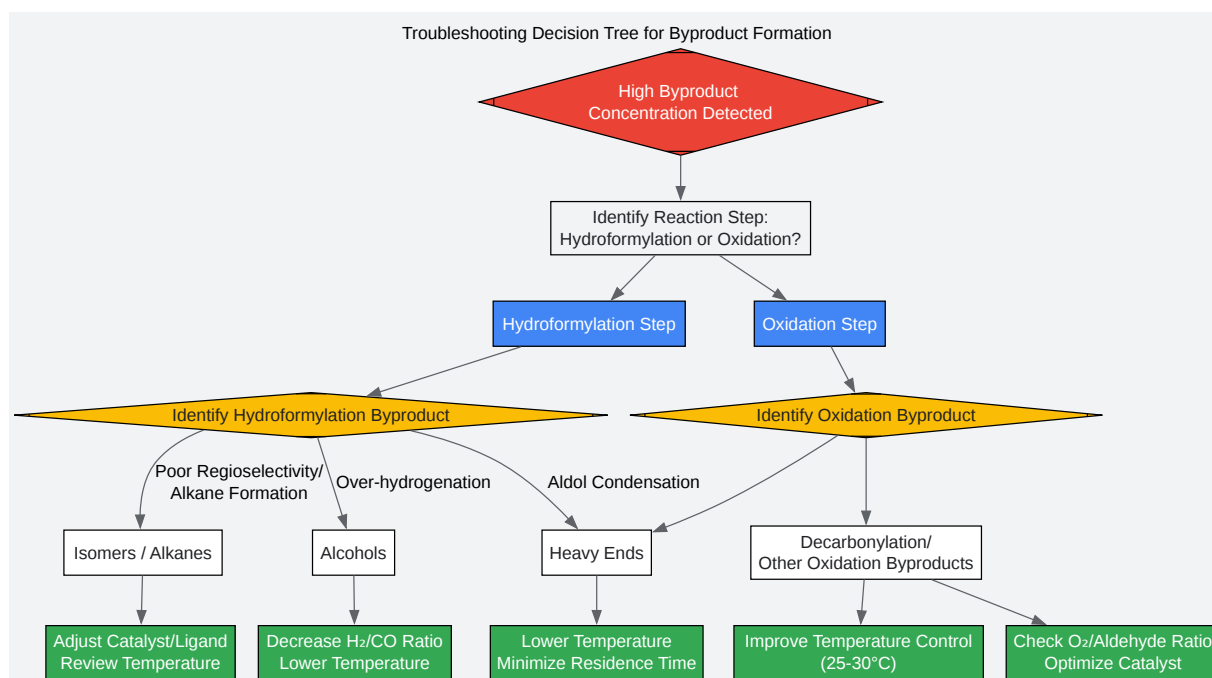 Troubleshooting Decision Tree for Byproduct Formation
High Byproduct
Concentration Detected
Identify Reaction Step:
Hydroformylation or Oxidation?
Hydroformylation Step
Oxidation Step
Identify Hydroformylation Byproduct
Identify Oxidation Byproduct
Poor Regioselectivity/
Alkane Formation
Over-hydrogenation
Aldol Condensation
Isomers / Alkanes
Alcohols
Heavy Ends
Decarbonylation/
Other Oxidation Byproducts
Adjust Catalyst/Ligand
Review Temperature
Decrease H₂/CO Ratio
Lower Temperature
Lower Temperature
Minimize Residence Time
Improve Temperature Control
(25-30°C)
Check O₂/Aldehyde Ratio
Optimize Catalyst